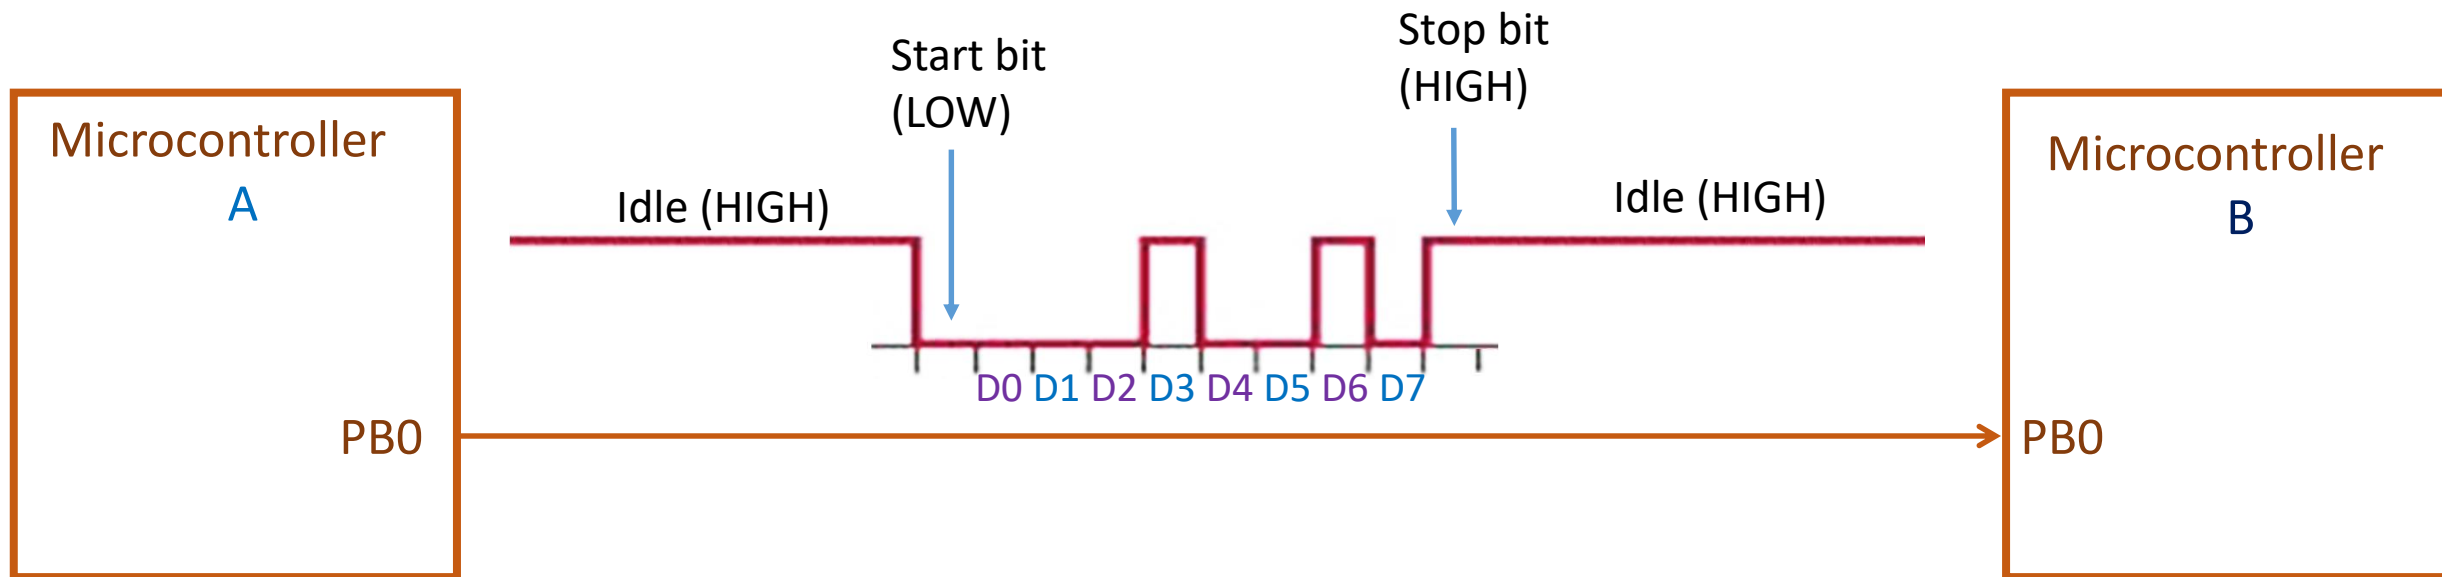 Microcontroller
A
PB0
Idle (HIGH)
Start bit
(LOW)
D0 D1 D2 D3 D4 D5 D6 D7
Stop bit
(HIGH)
Idle (HIGH)
Microcontroller
B
PB0